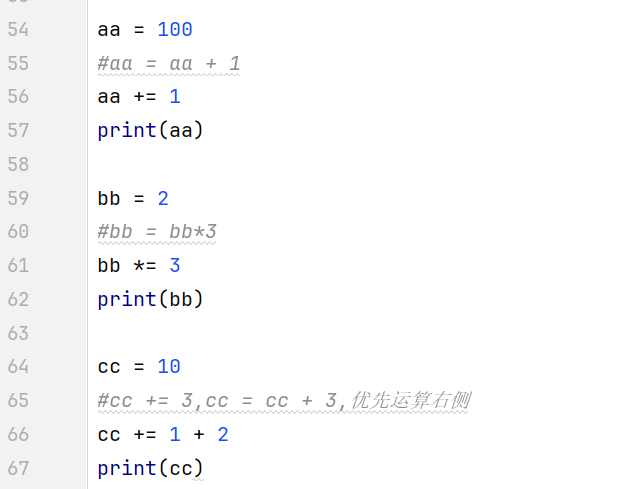 54 aa = 100
55 #aa = aa + 1
56 aa += 1
57 print(aa)
58
59 bb = 2
60 #bb = bb*3
61 bb *= 3
62 print(bb)
63
64 cc = 10
65 #cc += 3,cc = cc + 3,优先运算右侧
66 cc += 1 + 2
67 print(cc)